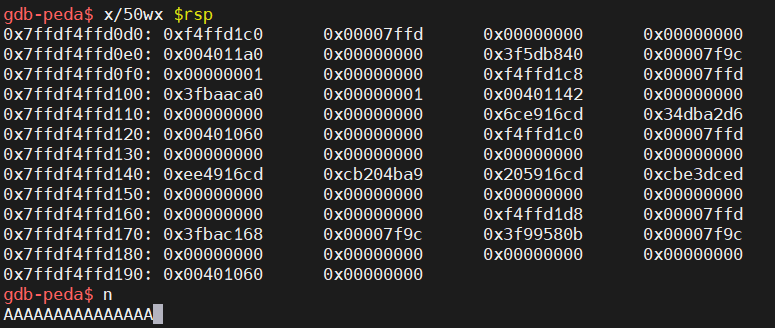 gdb-peda$ x/50wx $rsp
0x7ffdf4ffd0d0: 0xf4ffd1c0 0x00007ffd 0x00000000 0x00000000
0x7ffdf4ffd0e0: 0x004011a0 0x00000000 0x3f5db840 0x00007f9c
0x7ffdf4ffd0f0: 0x00000001 0x00000000 0xf4ffd1c8 0x00007ffd
0x7ffdf4ffd100: 0x3fbaaca0 0x00000001 0x00401142 0x00000000
0x7ffdf4ffd110: 0x00000000 0x00000000 0x6ce916cd 0x34dba2d6
0x7ffdf4ffd120: 0x00401060 0x00000000 0xf4ffd1c0 0x00007ffd
0x7ffdf4ffd130: 0x00000000 0x00000000 0x00000000 0x00000000
0x7ffdf4ffd140: 0xee4916cd 0xcb204ba9 0x205916cd 0xcbe3dced
0x7ffdf4ffd150: 0x00000000 0x00000000 0x00000000 0x00000000
0x7ffdf4ffd160: 0x00000000 0x00000000 0xf4ffd1d8 0x00007ffd
0x7ffdf4ffd170: 0x3fbac168 0x00007f9c 0x3f99580b 0x00007f9c
0x7ffdf4ffd180: 0x00000000 0x00000000 0x00000000 0x00000000
0x7ffdf4ffd190: 0x00401060 0x00000000
gdb-peda$ n
AAAAAAAAAAAAAAA